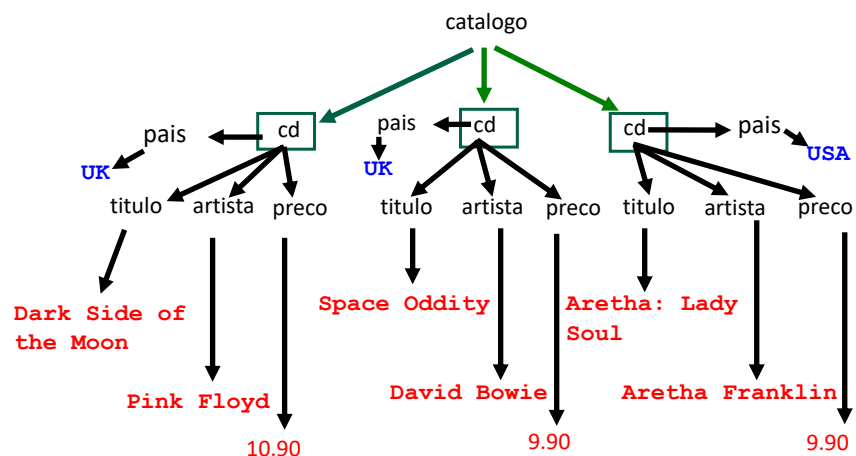 catalogo
pais cd pais cd cd pais
UK UK USA
titulo artista preco titulo artista preco titulo artista preco
Dark Side of
the Moon
Space Oddity
Aretha: Lady
Soul
Pink Floyd
David Bowie
Aretha Franklin
10.90
9.90
9.90